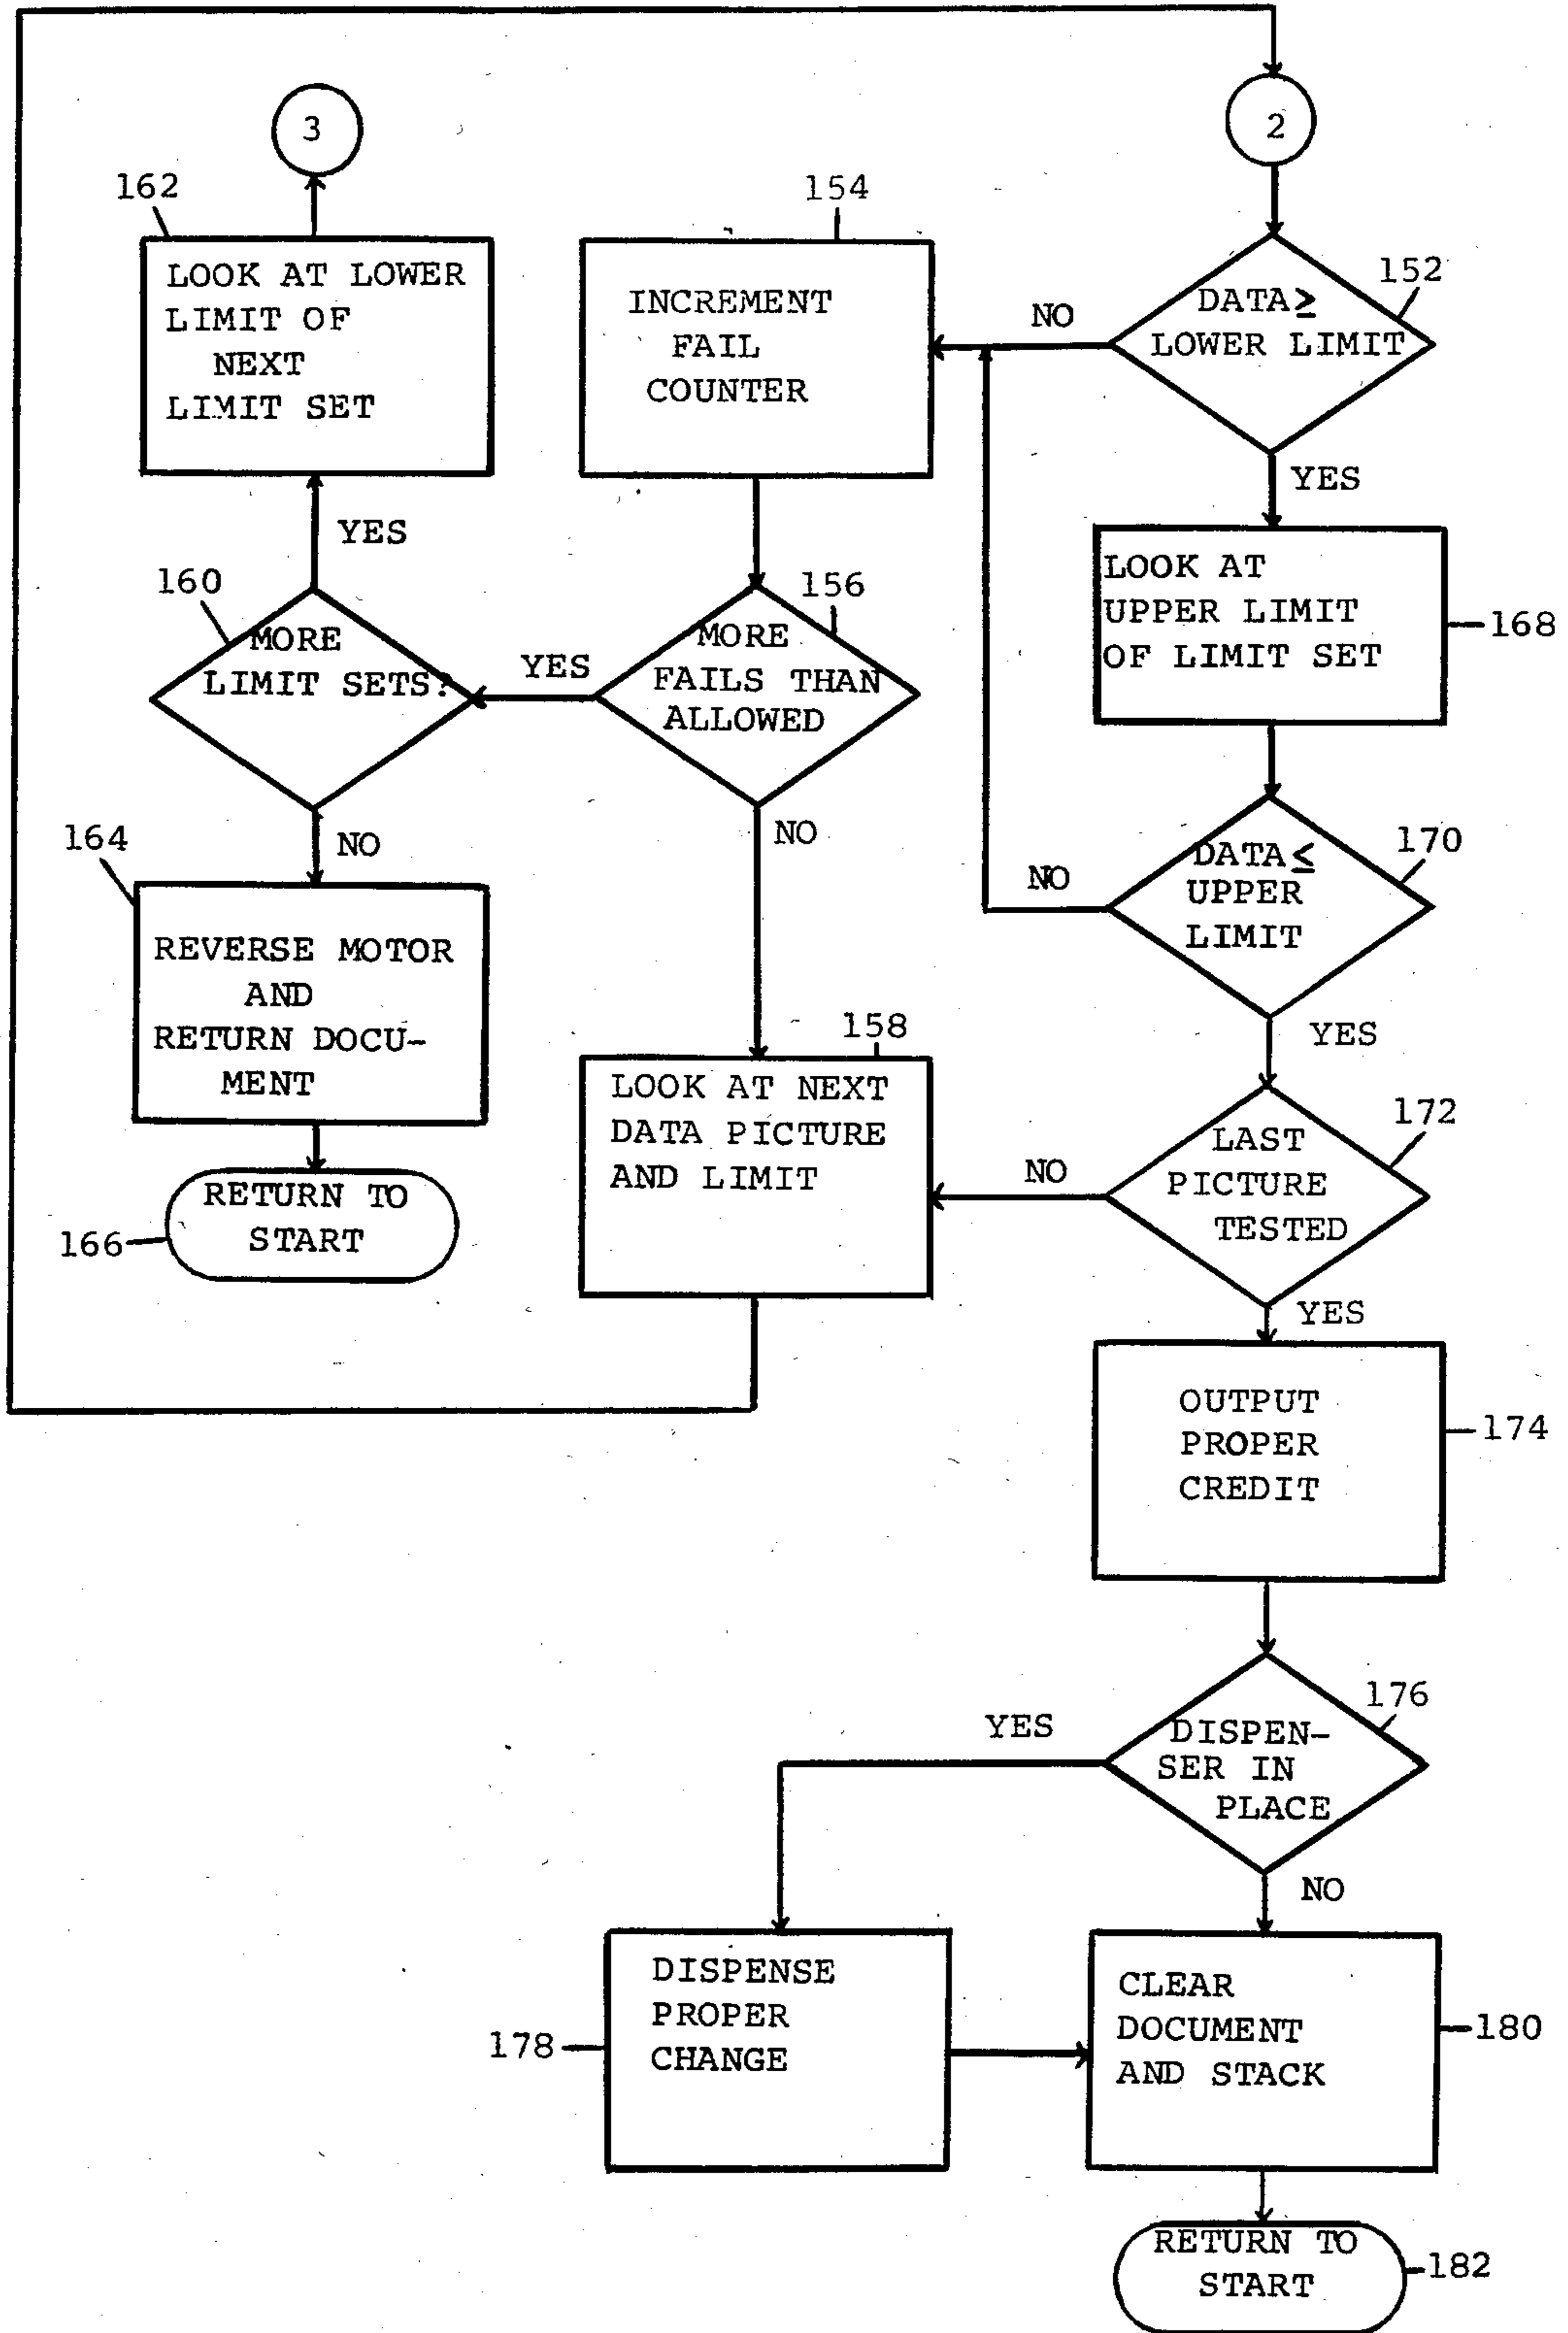 3
2
162
154
152
LOOK AT LOWER
LIMIT OF
NEXT
LIMIT SET
INCREMENT
FAIL
COUNTER
NO
DATA≥
LOWER LIMIT
YES
YES
LOOK AT
UPPER LIMIT
OF LIMIT SET
168
160
MORE
LIMIT SETS?
YES
156
MORE
FAILS THAN
ALLOWED
NO
NO
170
DATA≤
UPPER
LIMIT
NO
YES
164
REVERSE MOTOR
AND
RETURN DOCU-
MENT
158
LOOK AT NEXT
DATA PICTURE
AND LIMIT
NO
172
LAST
PICTURE
TESTED
YES
166
RETURN TO
START
OUTPUT
PROPER
CREDIT
174
176
YES
DISPEN-
SER IN
PLACE
NO
178
DISPENSE
PROPER
CHANGE
CLEAR
DOCUMENT
AND STACK
180
RETURN TO
START
182